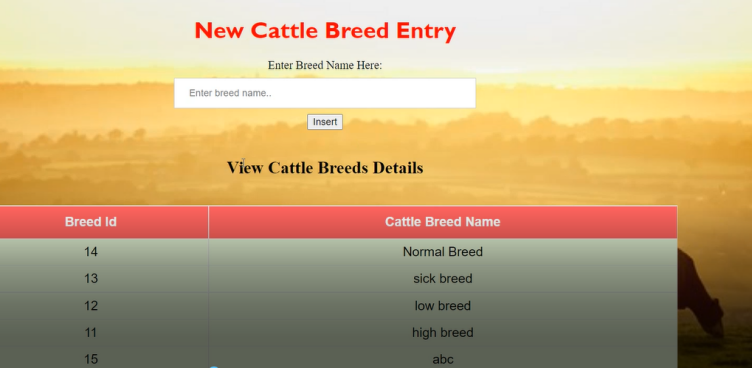 New Cattle Breed Entry
Enter Breed Name Here:
Enter breed name..
Insert
View Cattle Breeds Details
Breed Id Cattle Breed Name
14 Normal Breed
13 sick breed
12 low breed
11 high breed
15 abc